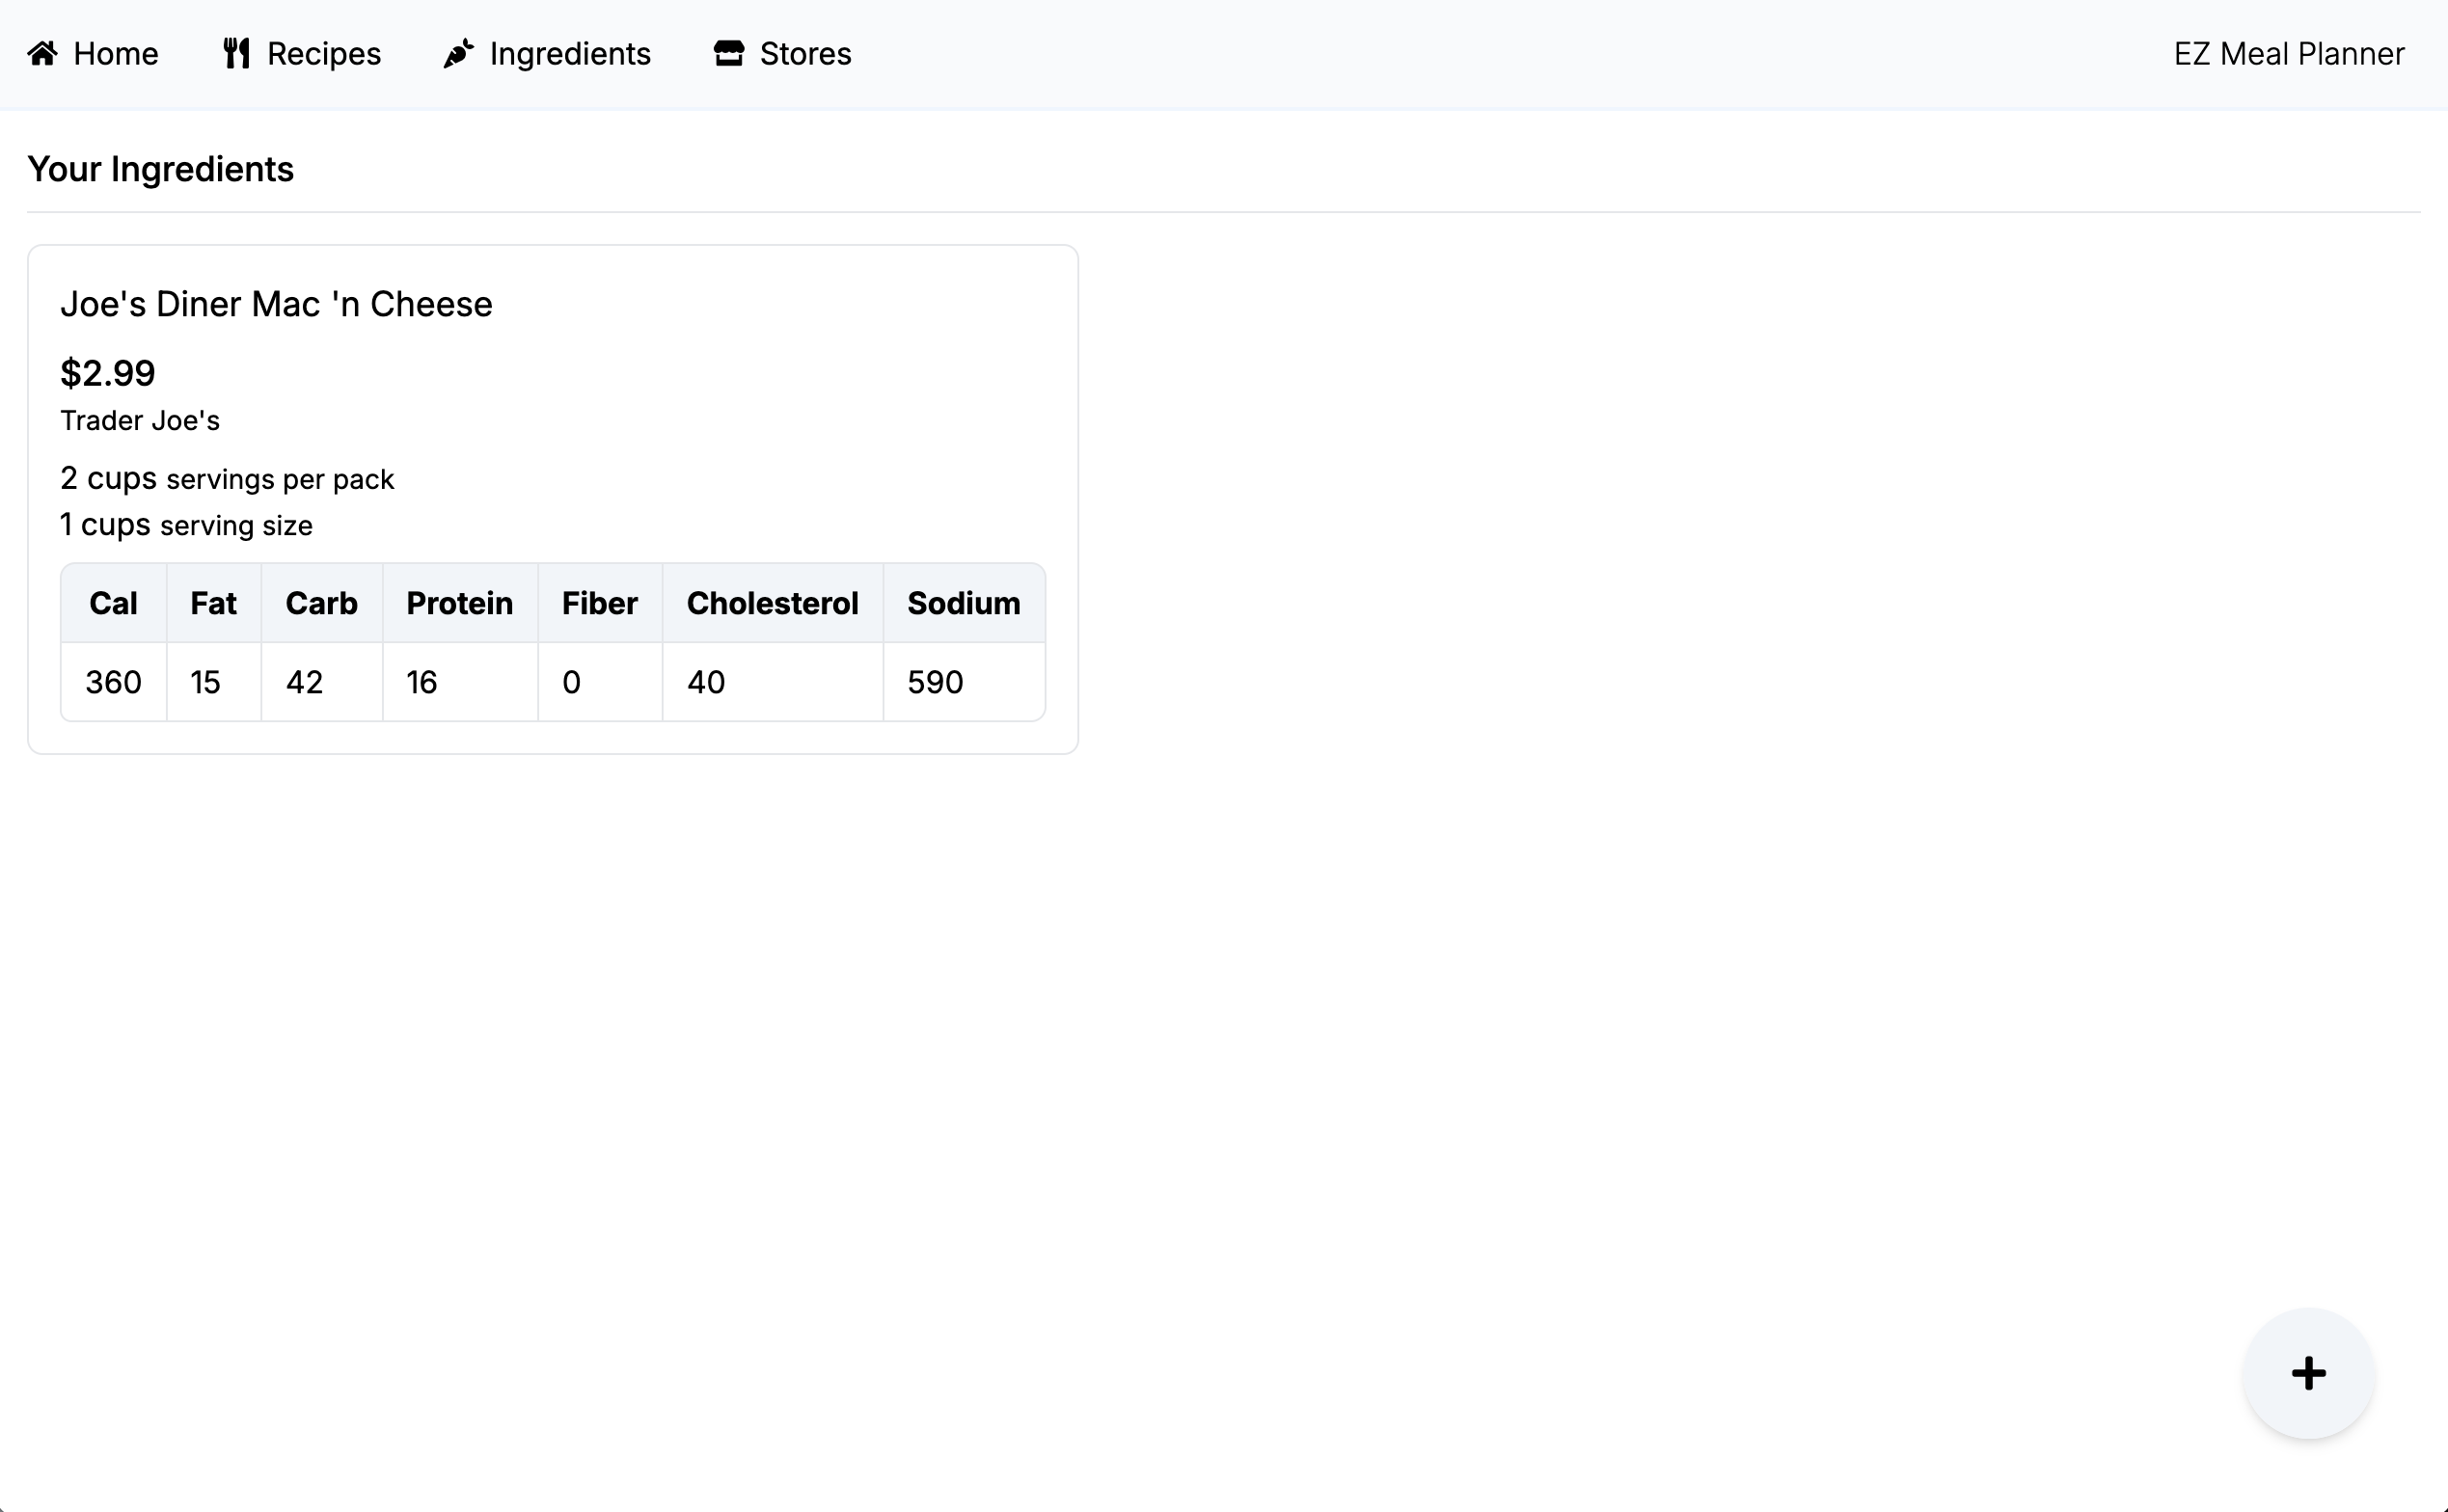 Home Recipes Ingredients Stores EZ Meal Planner
Your Ingredients
Joe's Diner Mac 'n Cheese
$2.99
Trader Joe's
2 cups servings per pack
1 cups serving size
Cal Fat Carb Protein Fiber Cholesterol Sodium
360 15 42 16 0 40 590